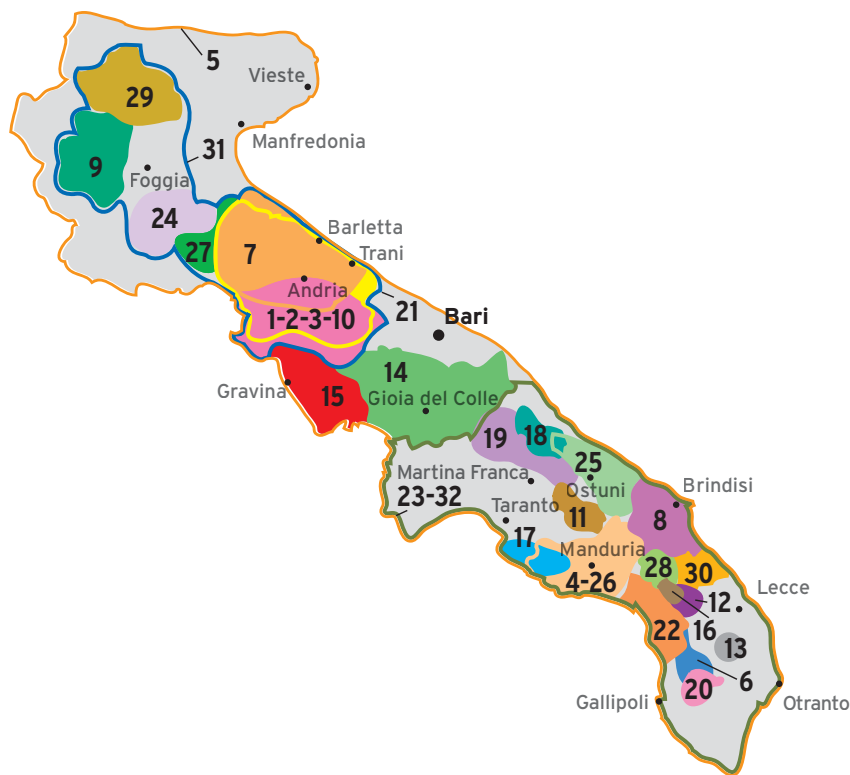 5
Vieste
29
Manfredonia
31
9
Foggia
24
Barletta
27
7
Trani
Andria
21
1-2-3-10
Bari
14
Gravina
15
Gioia del Colle
19
18
25
Martina Franca
Ostuni
23-32
Brindisi
Taranto
11
8
17
Manduria
28
30
4-26
Lecce
12
22
16
13
6
20
Gallipoli
Otranto